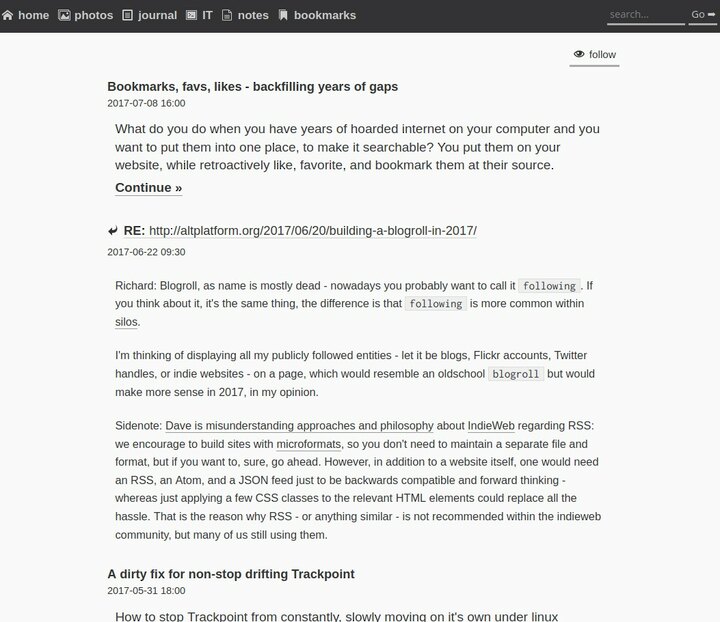 home photos journal IT notes bookmarks search... Go ➡
follow
Bookmarks, favs, likes - backfilling years of gaps
2017-07-08 16:00
What do you do when you have years of hoarded internet on your computer and you
want to put them into one place, to make it searchable? You put them on your
website, while retroactively like, favorite, and bookmark them at their source.
Continue »
RE: http://altplatform.org/2017/06/20/building-a-blogroll-in-2017/
2017-06-22 09:30
Richard: Blogroll, as name is mostly dead - nowadays you probably want to call it following. If
you think about it, it's the same thing, the difference is that following is more common within
silos.
I'm thinking of displaying all my publicly followed entities - let it be blogs, Flickr accounts, Twitter
handles, or indie websites - on a page, which would resemble an oldschool blogroll but would
make more sense in 2017, in my opinion.
Sidenote: Dave is misunderstanding approaches and philosophy about IndieWeb regarding RSS:
we encourage to build sites with microformats, so you don't need to maintain a separate file and
format, but if you want to, sure, go ahead. However, in addition to a website itself, one would need
an RSS, an Atom, and a JSON feed just to be backwards compatible and forward thinking -
whereas just applying a few CSS classes to the relevant HTML elements could replace all the
hassle. That is the reason why RSS - or anything similar - is not recommended within the indieweb
community, but many of us still using them.
A dirty fix for non-stop drifting Trackpoint
2017-05-31 18:00
How to stop Trackpoint from constantly, slowly moving on it's own under linux